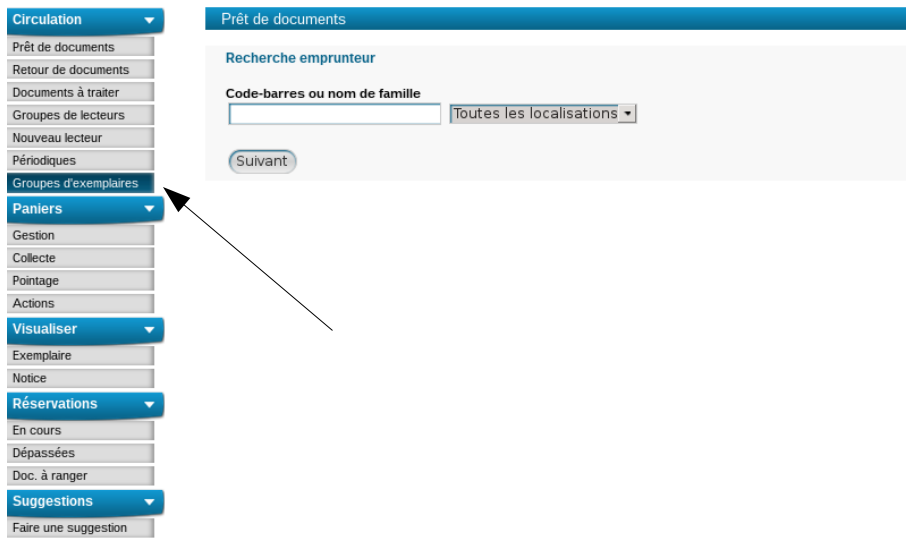 Circulation
Prêt de documents
Retour de documents
Documents à traiter
Groupes de lecteurs
Nouveau lecteur
Périodiques
Groupes d'exemplaires
Paniers
Gestion
Collecte
Pointage
Actions
Visualiser
Exemplaire
Notice
Réservations
En cours
Dépassées
Doc. à ranger
Suggestions
Faire une suggestion
Prêt de documents
Recherche emprunteur
Code-barres ou nom de famille
Toutes les localisations
Suivant